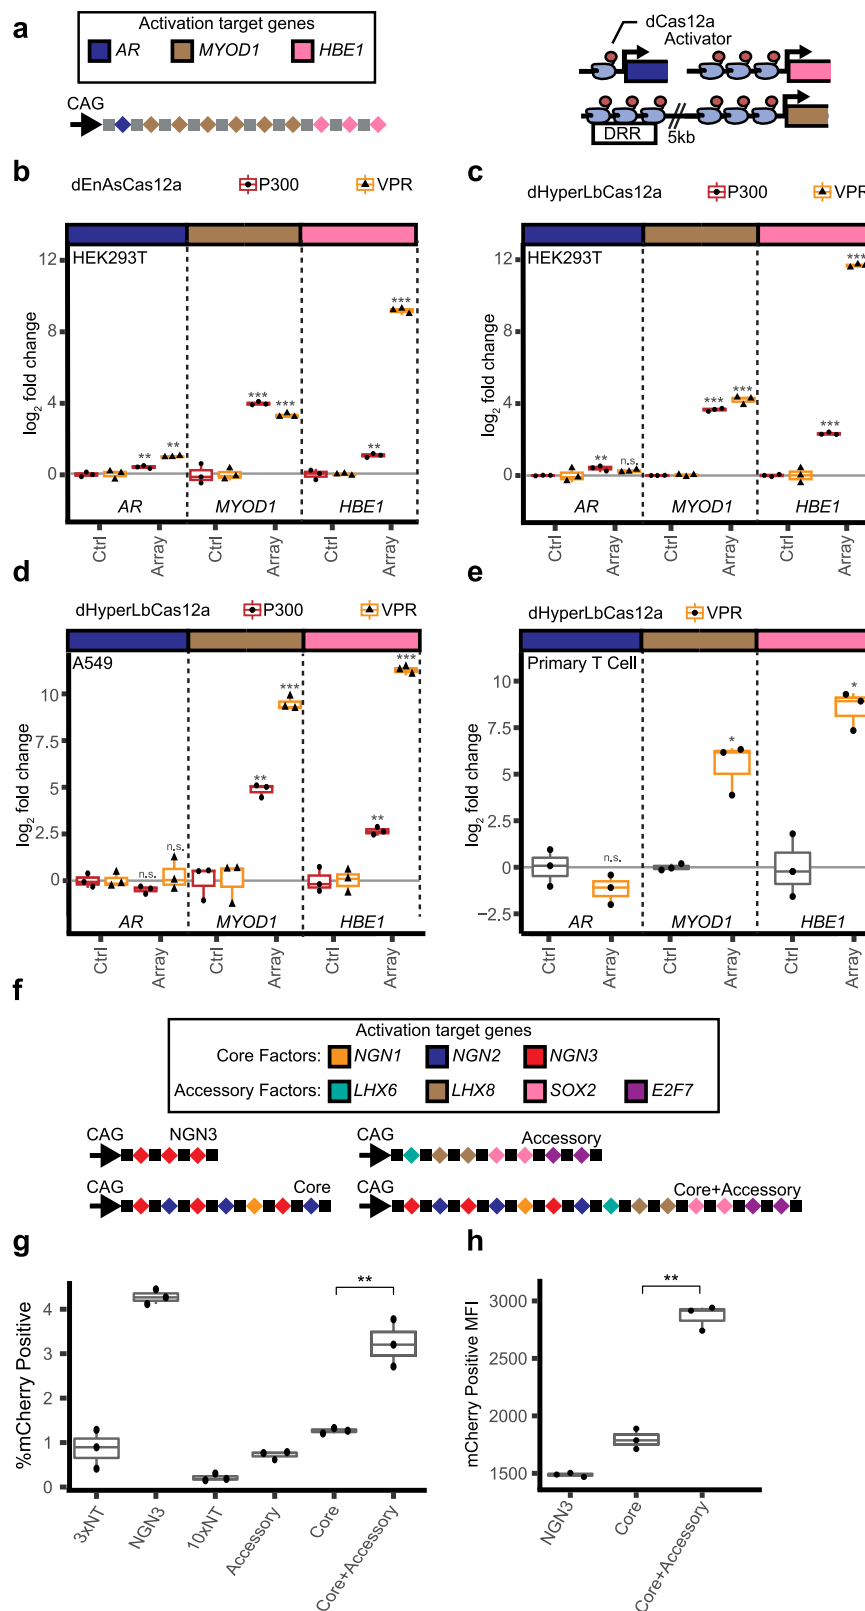 a
Activation target genes
AR MYOD1 HBE1
CAG
dCas12a
Activator
DRR
5kb
b
dEnAsCas12a P300 VPR
HEK293T
12
8
4
0
log2 fold change
** ** *** *** ** ***
AR MYOD1 HBE1
Ctrl Array Ctrl Array Ctrl Array
c
dHyperLbCas12a P300 VPR
HEK293T
12
8
4
0
log2 fold change
** n.s. *** *** *** ***
AR MYOD1 HBE1
Ctrl Array Ctrl Array Ctrl Array
d
dHyperLbCas12a P300 VPR
A549
10
7.5
5
2.5
0
log2 fold change
n.s. n.s. ** *** ** ***
AR MYOD1 HBE1
Ctrl Array Ctrl Array Ctrl Array
e
dHyperLbCas12a VPR
Primary T Cell
10
7.5
5
2.5
0
−2.5
log2 fold change
n.s. * *
AR MYOD1 HBE1
Ctrl Array Ctrl Array Ctrl Array
f
Activation target genes
Core Factors: NGN1 NGN2 NGN3
Accessory Factors: LHX6 LHX8 SOX2 E2F7
CAG NGN3
CAG Accessory
CAG Core
CAG Core+Accessory
g
%mCherry Positive
4
3
2
1
0
**
3xNT NGN3 10xNT Accessory Core Core+Accessory
h
mCherry Positive MFI
3000
2500
2000
1500
**
NGN3 Core Core+Accessory